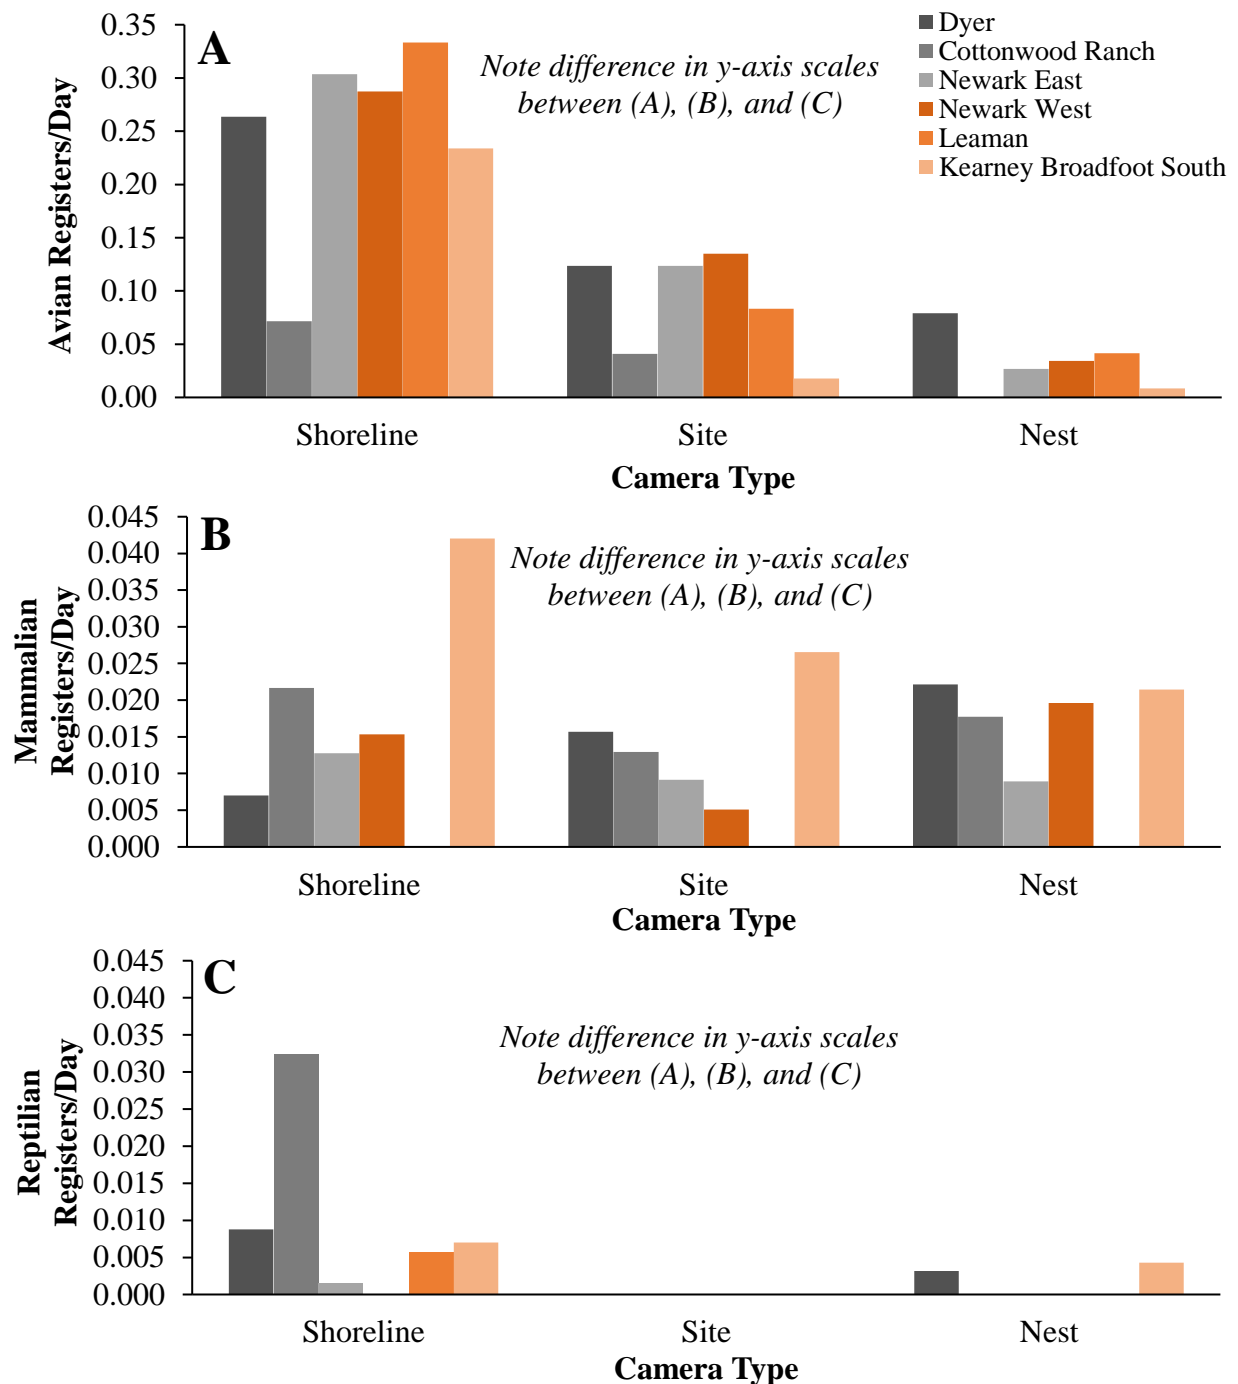 A
Note difference in y-axis scales
between (A), (B), and (C)
Dyer
Cottonwood Ranch
Newark East
Newark West
Leaman
Kearney Broadfoot South
Avian Registers/Day
0.35
0.30
0.25
0.20
0.15
0.10
0.05
0.00
Shoreline
Site
Nest
Camera Type
B
Note difference in y-axis scales
between (A), (B), and (C)
Mammalian
Registers/Day
0.045
0.040
0.035
0.030
0.025
0.020
0.015
0.010
0.005
0.000
Shoreline
Site
Nest
Camera Type
C
Note difference in y-axis scales
between (A), (B), and (C)
Reptilian
Registers/Day
0.045
0.040
0.035
0.030
0.025
0.020
0.015
0.010
0.005
0.000
Shoreline
Site
Nest
Camera Type